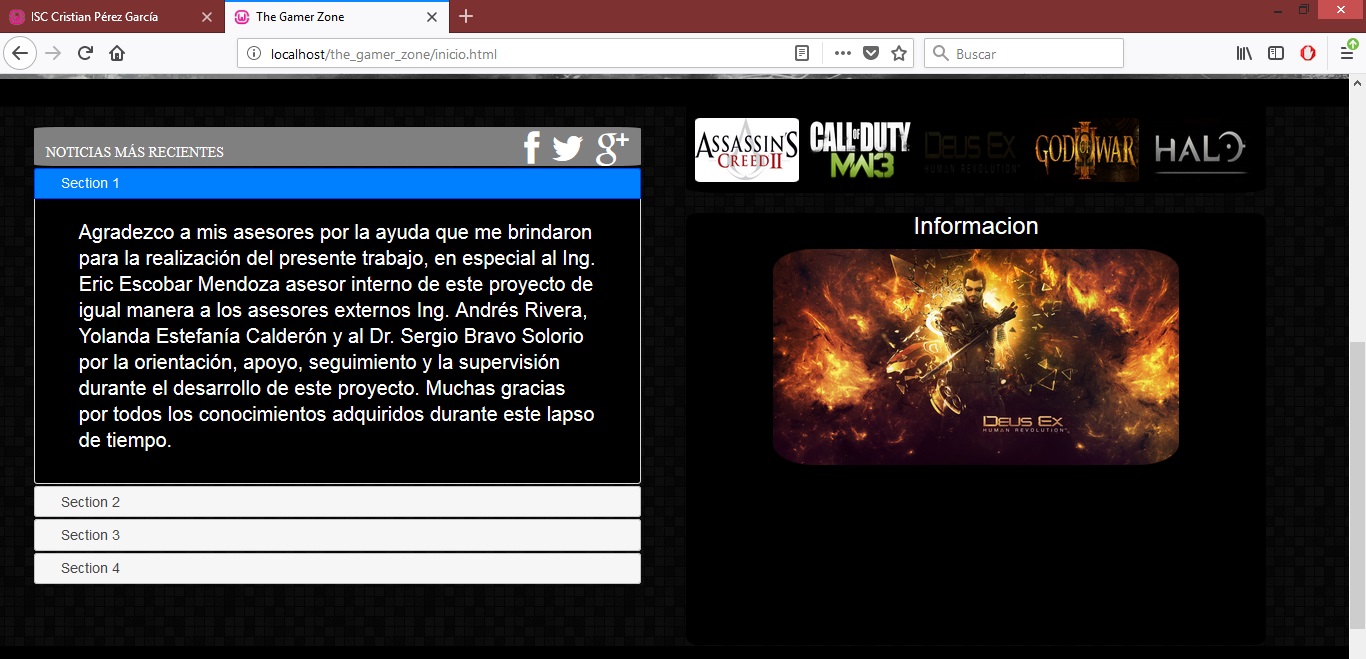 ISC Cristian Pérez García
The Gamer Zone
localhost/the_gamer_zone/inicio.html
Buscar
NOTICIAS MÁS RECIENTES
Section 1
Agradezco a mis asesores por la ayuda que me brindaron
para la realización del presente trabajo, en especial al Ing.
Eric Escobar Mendoza asesor interno de este proyecto de
igual manera a los asesores externos Ing. Andrés Rivera,
Yolanda Estefanía Calderón y al Dr. Sergio Bravo Solorio
por la orientación, apoyo, seguimiento y la supervisión
durante el desarrollo de este proyecto. Muchas gracias
por todos los conocimientos adquiridos durante este lapso
de tiempo.
Section 2
Section 3
Section 4
ASSASSIN'S
CREED II
CALL OF DUTY
MW3
DEUS EX
HUMAN REVOLUTION
GOD OF WAR
HALO
Informacion
DEUS EX
HUMAN REVOLUTION